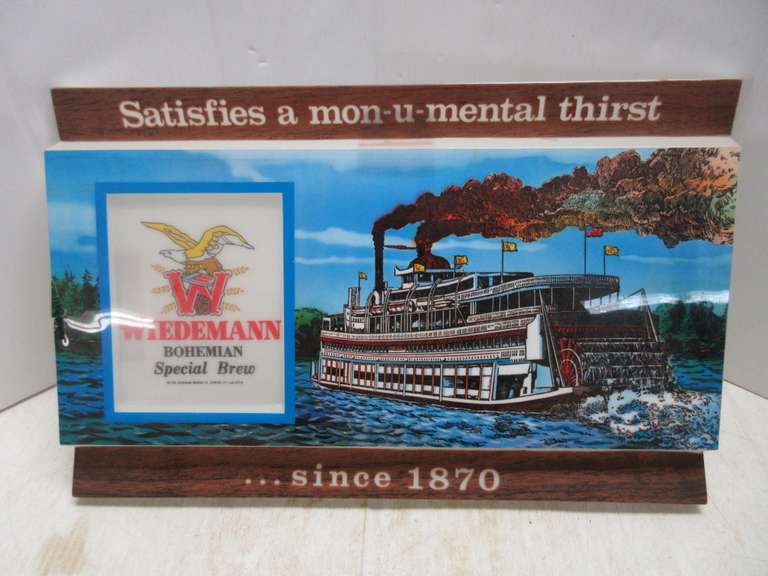 Satisfies a mon-u-mental thirst
W
WIEDEMANN
BOHEMIAN
Special Brew
...since 1870